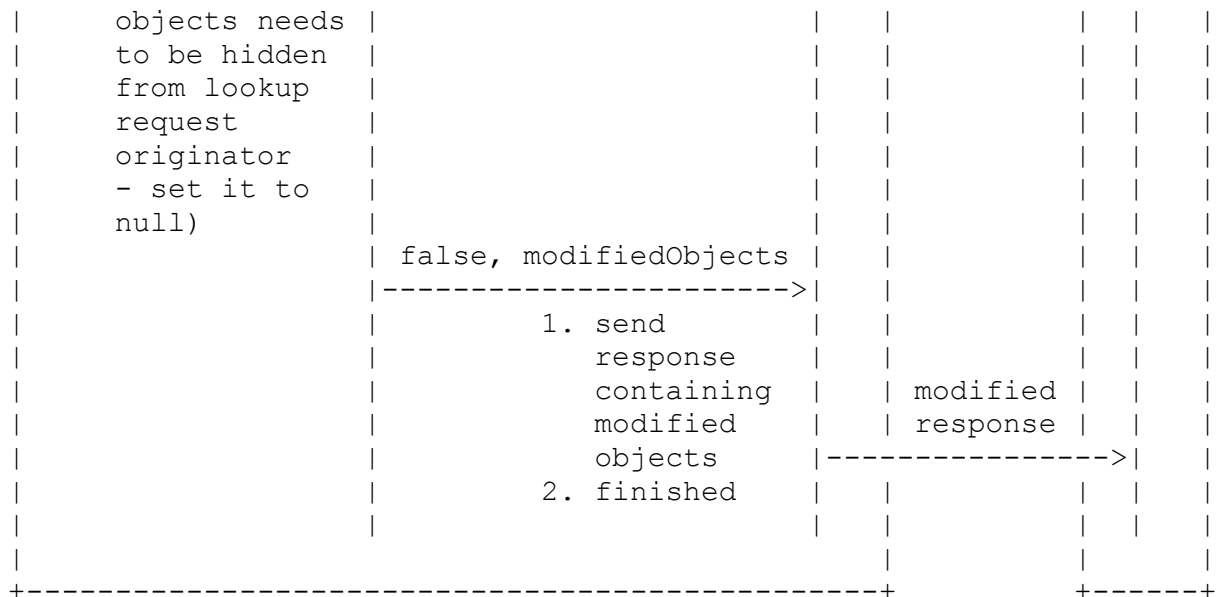 |     objects needs |                        |   |          |  |   |
|     to be hidden  |                        |   |          |  |   |
|     from lookup   |                        |   |          |  |   |
|     request       |                        |   |          |  |   |
|     originator    |                        |   |          |  |   |
|     - set it to   |                        |   |          |  |   |
|     null)         |                        |   |          |  |   |
|                   | false, modifiedObjects |   |          |  |   |
|                   |----------------------->|   |          |  |   |
|                   |         1. send        |   |          |  |   |
|                   |            response    |   |          |  |   |
|                   |            containing  |   | modified |  |   |
|                   |            modified    |   | response |  |   |
|                   |            objects     |---------------->|   |
|                   |         2. finished    |   |          |  |   |
|                   |                        |   |          |  |   |
|                                                |          |      |
+------------------------------------------------+          +------+